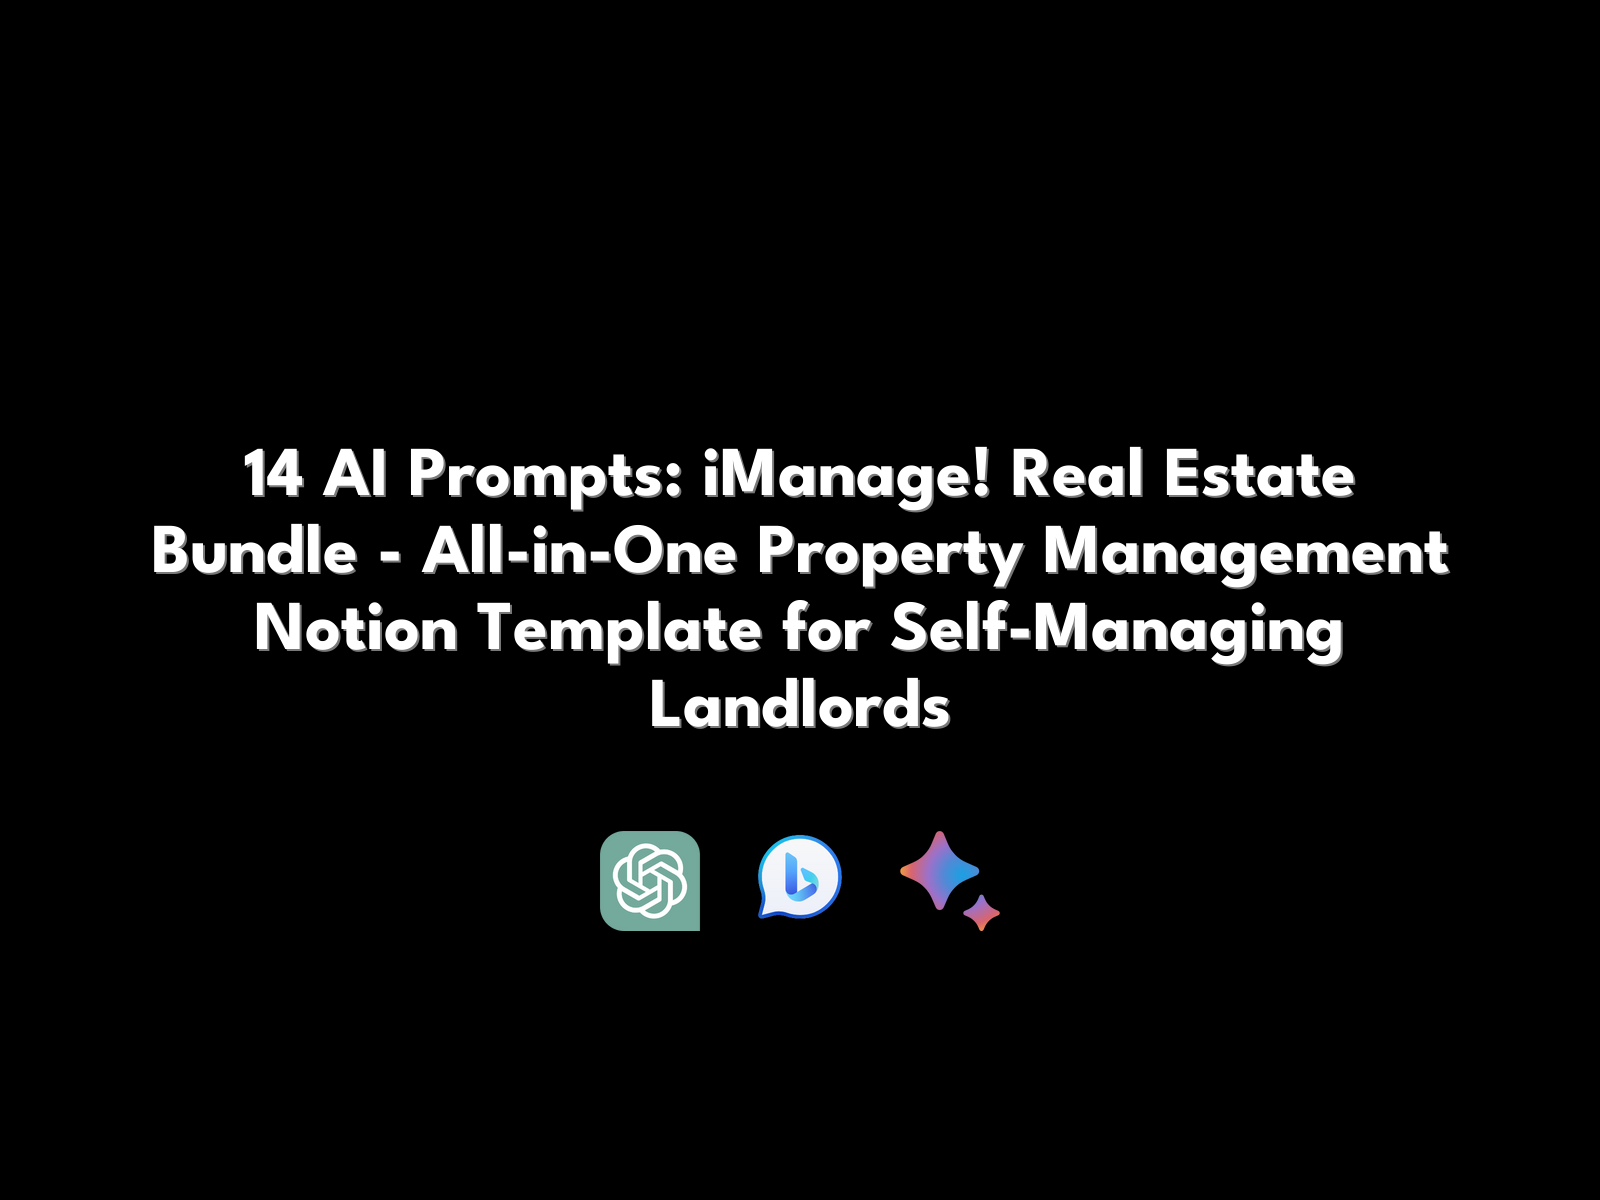 14 AI Prompts: iManage! Real Estate
Bundle - All-in-One Property Management
Notion Template for Self-Managing
Landlords